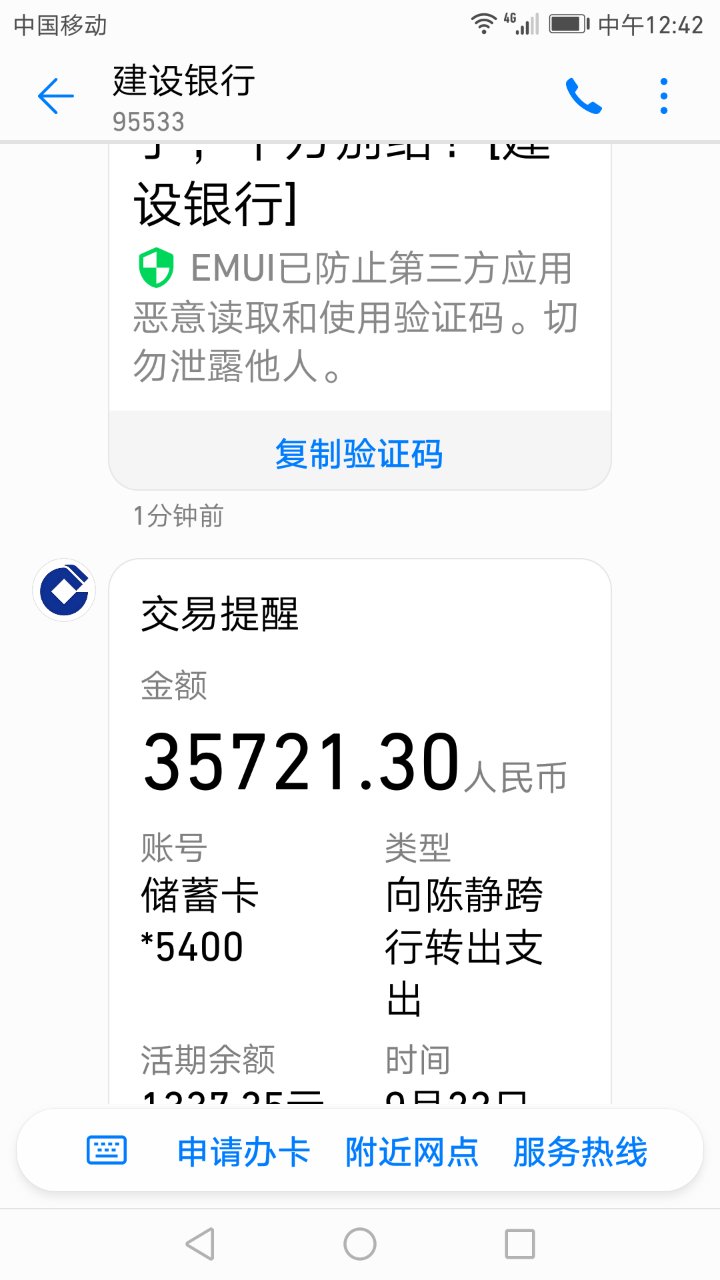 中国移动
4G
中午12:42
建设银行
95533
设银行]
EMUI已防止第三方应用
恶意读取和使用验证码。切
勿泄露他人。
复制验证码
1分钟前
交易提醒
金额
35721.30人民币
账号
类型
储蓄卡
向陈静跨
*5400
行转出支
出
活期余额
时间
申请办卡
附近网点
服务热线